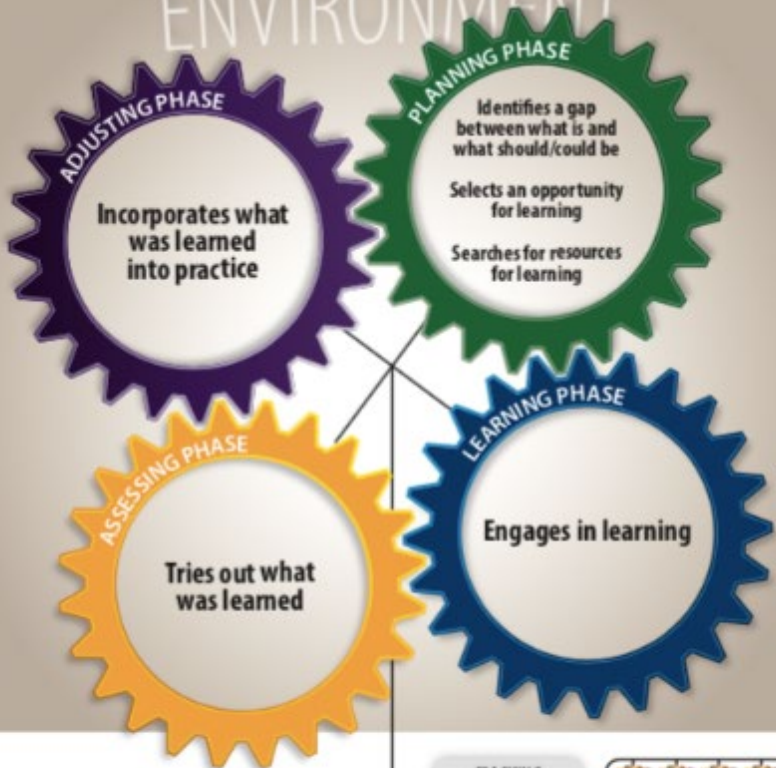 ENVIRONMENT
ADJUSTING PHASE
Incorporates what
was learned
into practice
PLANNING PHASE
Identifies a gap
between what is and
what should/could be
Selects an opportunity
for learning
Searches for resources
for learning
ASSESSING PHASE
Tries out what
was learned
LEARNING PHASE
Engages in learning